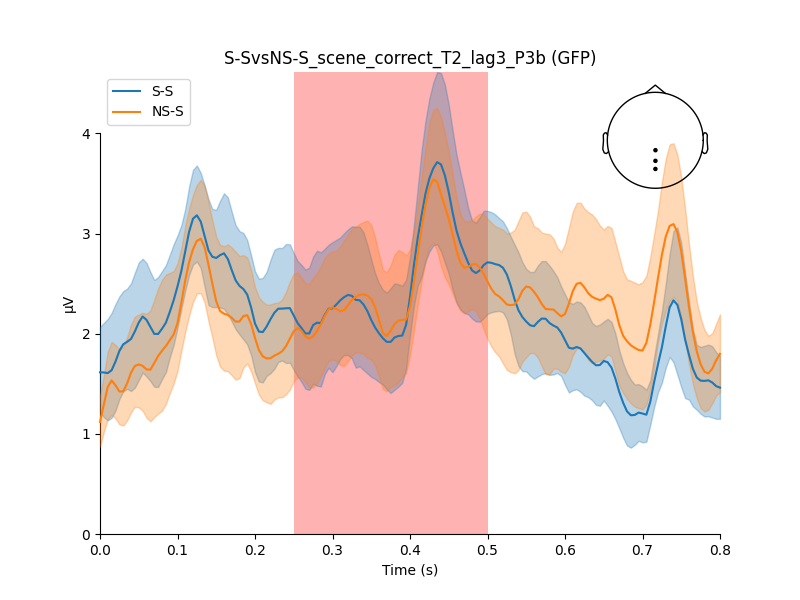 S-SvsNS-S_scene_correct_T2_lag3_P3b (GFP)
S-S
NS-S
4
3
2
1
0
µV
0.0 0.1 0.2 0.3 0.4 0.5 0.6 0.7 0.8
Time (s)